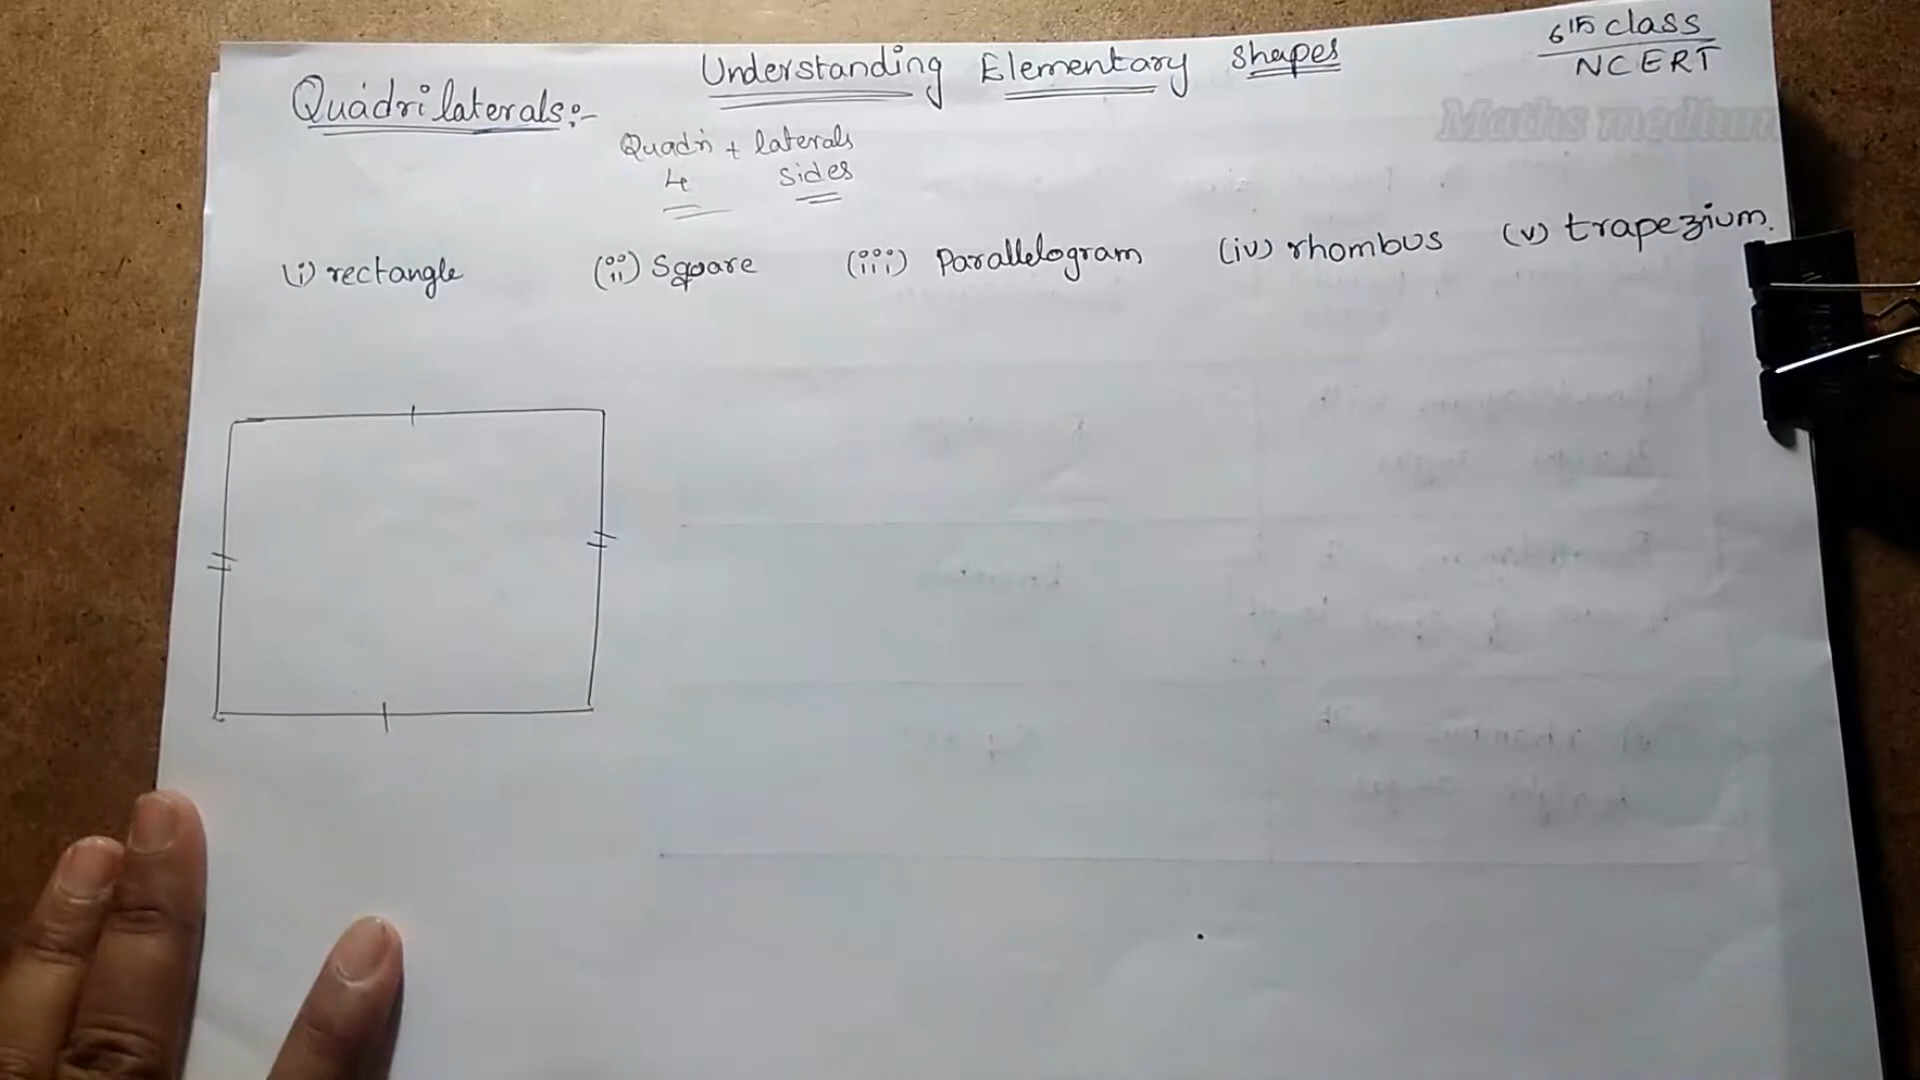 Understanding Elementary Shapes
6th class
NCERT
Maths medium
Quadrilaterals:-
Quadri + laterals
4 sides
(i) rectangle (ii) Square (iii) Parallelogram (iv) rhombus (v) trapezium.